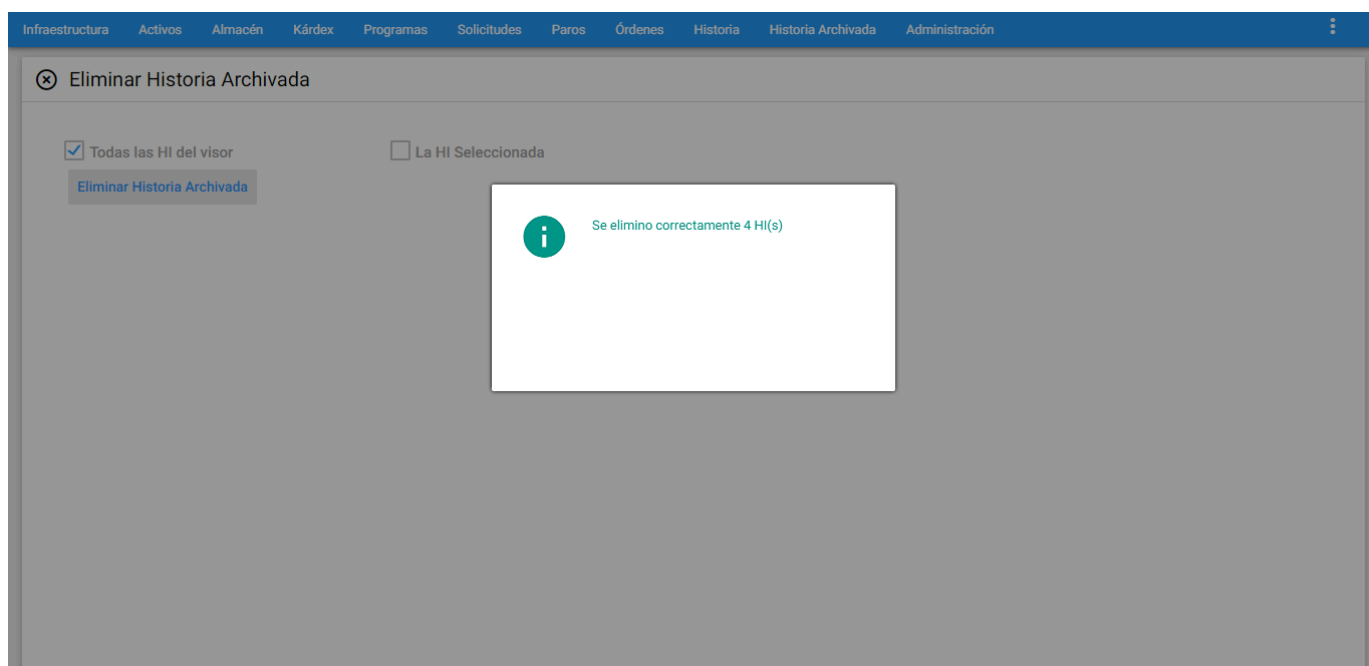 Infraestructura Activos Almacén Kárdex Programas Solicitudes Paros Órdenes Historia Historia Archivada Administración
Eliminar Historia Archivada
Todas las HI del visor La HI Seleccionada
Eliminar Historia Archivada
Se elimino correctamente 4 HI(s)